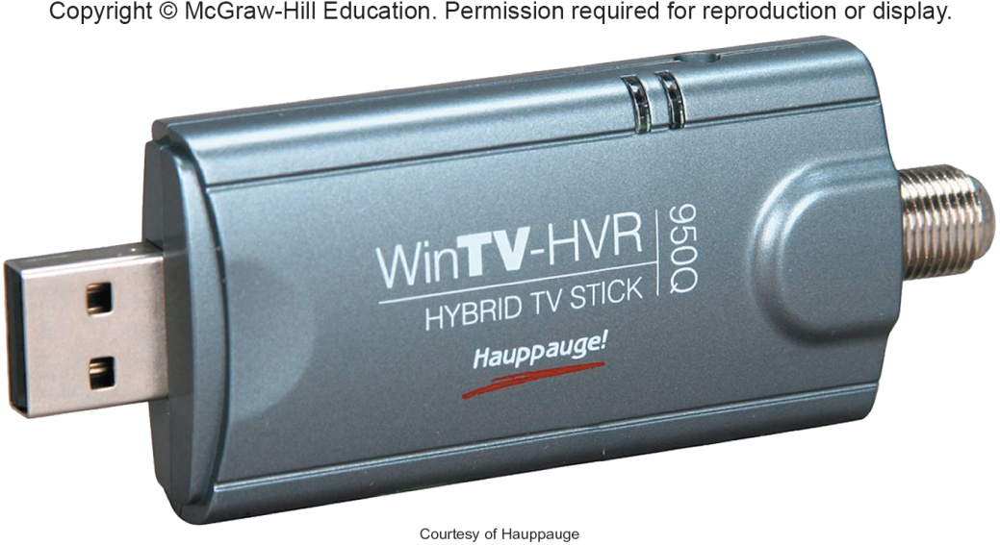 Copyright © McGraw-Hill Education. Permission required for reproduction or display.
WinTV-HVR
950Q
HYBRID TV STICK
Hauppauge!
Courtesy of Hauppauge